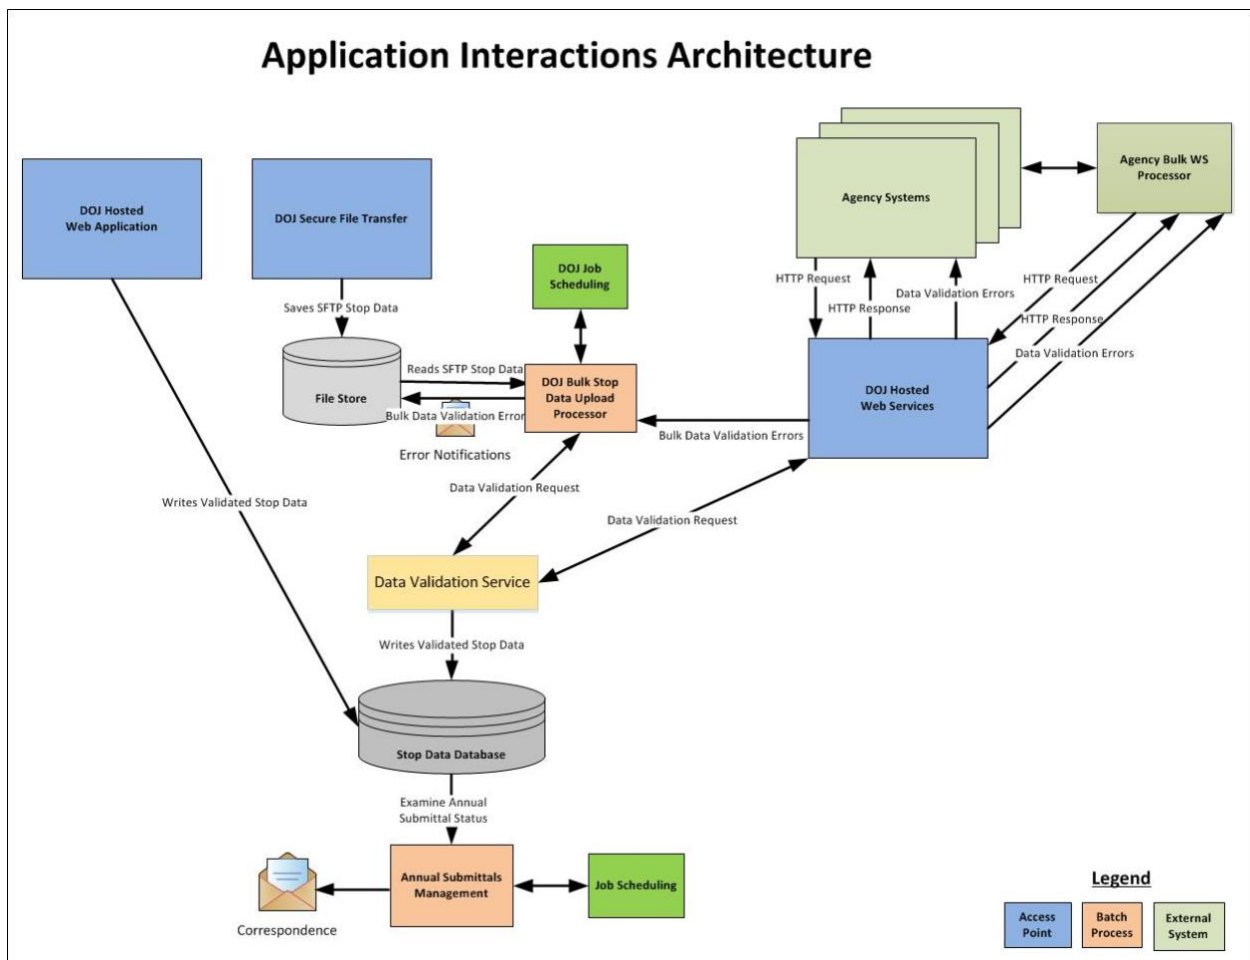 Application Interactions Architecture
DOJ Hosted
Web Application
DOJ Secure File Transfer
Agency Systems
Agency Bulk WS
Processor
DOJ Job
Scheduling
HTTP Request
HTTP Response
Data Validation Errors
HTTP Request
HTTP Response
Data Validation Errors
Saves SFTP Stop Data
File Store
Reads SFTP Stop Data
Bulk Data Validation Error
Error Notifications
DOJ Bulk Stop
Data Upload
Processor
Bulk Data Validation Errors
DOJ Hosted
Web Services
Data Validation Request
Data Validation Request
Writes Validated Stop Data
Data Validation Service
Writes Validated Stop Data
Stop Data Database
Examine Annual
Submittal Status
Annual Submittals
Management
Job Scheduling
Correspondence
Legend
Access
Point
Batch
Process
External
System